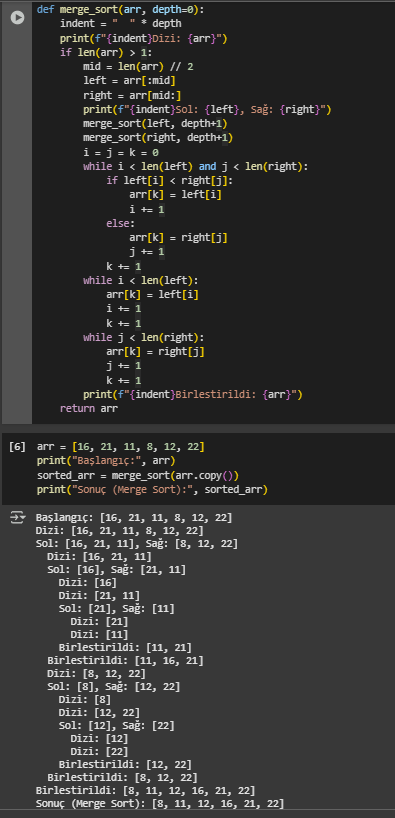 def merge_sort(arr, depth=0):
    indent = "  " * depth
    print(f"{indent}Dizi: {arr}")
    if len(arr) > 1:
        mid = len(arr) // 2
        left = arr[:mid]
        right = arr[mid:]
        print(f"{indent}Sol: {left}, Sağ: {right}")
        merge_sort(left, depth+1)
        merge_sort(right, depth+1)
        i = j = k = 0
        while i < len(left) and j < len(right):
            if left[i] < right[j]:
                arr[k] = left[i]
                i += 1
            else:
                arr[k] = right[j]
                j += 1
            k += 1
        while i < len(left):
            arr[k] = left[i]
            i += 1
            k += 1
        while j < len(right):
            arr[k] = right[j]
            j += 1
            k += 1
        print(f"{indent}Birlestirildi: {arr}")
    return arr
[6] arr = [16, 21, 11, 8, 12, 22]
print("Başlangıç:", arr)
sorted_arr = merge_sort(arr.copy())
print("Sonuç (Merge Sort):", sorted_arr)
Başlangıç: [16, 21, 11, 8, 12, 22]
Dizi: [16, 21, 11, 8, 12, 22]
Sol: [16, 21, 11], Sağ: [8, 12, 22]
  Dizi: [16, 21, 11]
  Sol: [16], Sağ: [21, 11]
    Dizi: [16]
    Dizi: [21, 11]
    Sol: [21], Sağ: [11]
      Dizi: [21]
      Dizi: [11]
    Birlestirildi: [11, 21]
  Birlestirildi: [11, 16, 21]
  Dizi: [8, 12, 22]
  Sol: [8], Sağ: [12, 22]
    Dizi: [8]
    Dizi: [12, 22]
    Sol: [12], Sağ: [22]
      Dizi: [12]
      Dizi: [22]
    Birlestirildi: [12, 22]
  Birlestirildi: [8, 12, 22]
Birlestirildi: [8, 11, 12, 16, 21, 22]
Sonuç (Merge Sort): [8, 11, 12, 16, 21, 22]